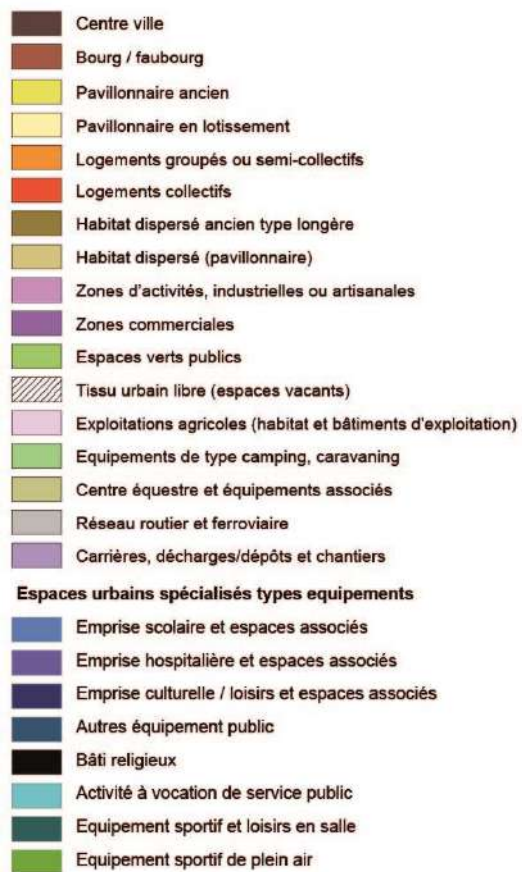 Centre ville
Bourg / faubourg
Pavillonnaire ancien
Pavillonnaire en lotissement
Logements groupés ou semi-collectifs
Logements collectifs
Habitat dispersé ancien type longère
Habitat dispersé (pavillonnaire)
Zones d'activités, industrielles ou artisanales
Zones commerciales
Espaces verts publics
Tissu urbain libre (espaces vacants)
Exploitations agricoles (habitat et bâtiments d'exploitation)
Equipements de type camping, caravaning
Centre équestre et équipements associés
Réseau routier et ferroviaire
Carrières, décharges/dépôts et chantiers
Espaces urbains spécialisés types equipements
Emprise scolaire et espaces associés
Emprise hospitalière et espaces associés
Emprise culturelle / loisirs et espaces associés
Autres équipement public
Bâti religieux
Activité à vocation de service public
Equipement sportif et loisirs en salle
Equipement sportif de plein air